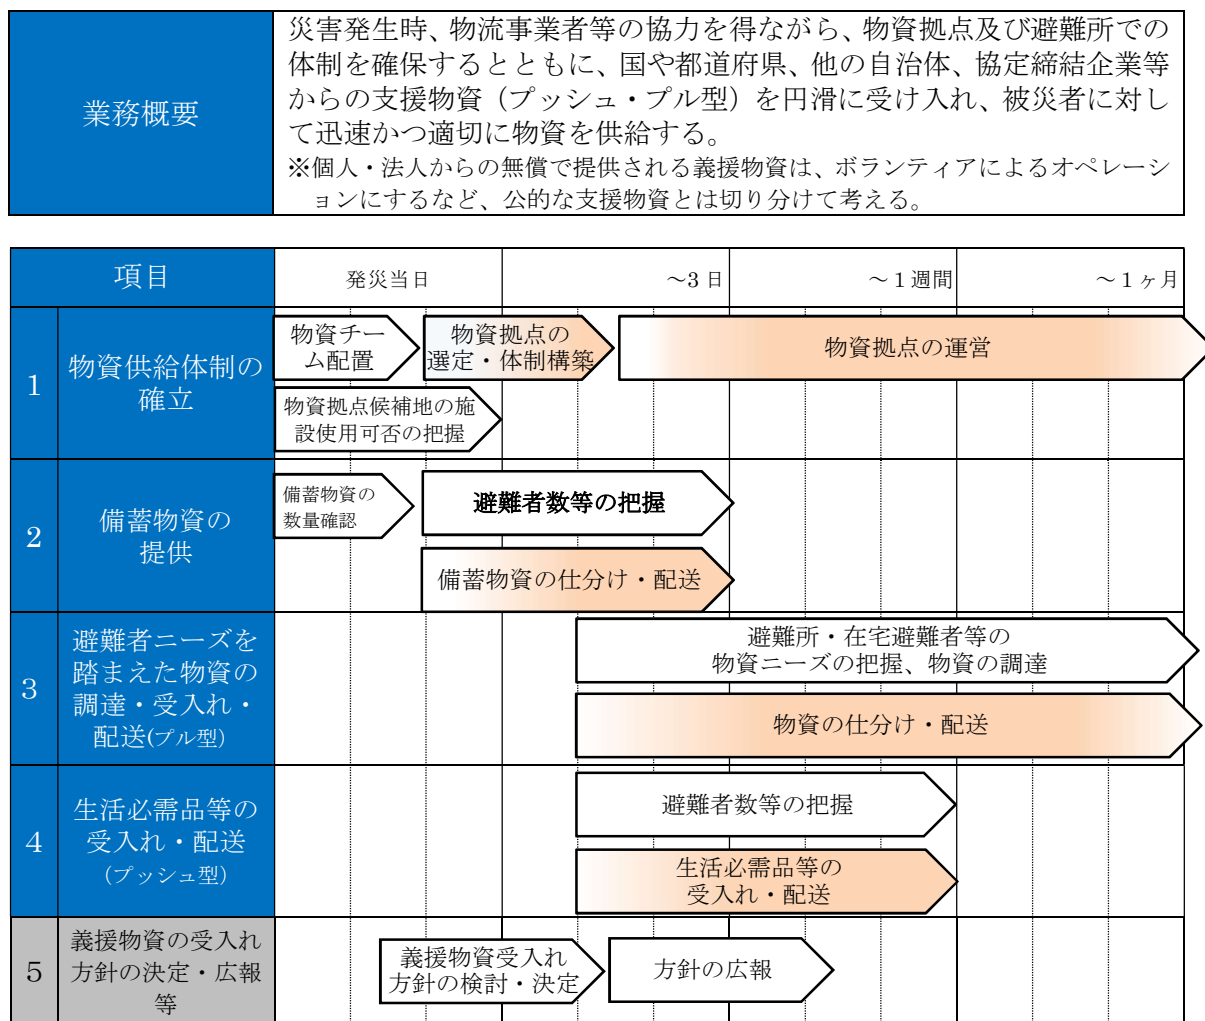 業務概要
災害発生時、物流事業者等の協力を得ながら、物資拠点及び避難所での
体制を確保するとともに、国や都道府県、他の自治体、協定締結企業等
からの支援物資（プッシュ・プル型）を円滑に受け入れ、被災者に対し
て迅速かつ適切に物資を供給する。
※個人・法人からの無償で提供される義援物資は、ボランティアによるオペレーシ
ョンにするなど、公的な支援物資とは切り分けて考える。
項目
発災当日
～3 日
～１週間
～１ヶ月
1
物資供給体制の
確立
物資チー
ム配置
物資拠点の
選定・体制構築
物資拠点の運営
物資拠点候補地の施
設使用可否の把握
2
備蓄物資の
提供
備蓄物資の
数量確認
避難者数等の把握
備蓄物資の仕分け・配送
3
避難者ニーズを
踏まえた物資の
調達・受入れ・
配送(プル型)
避難所・在宅避難者等の
物資ニーズの把握、物資の調達
物資の仕分け・配送
4
生活必需品等の
受入れ・配送
(プッシュ型)
避難者数等の把握
生活必需品等の
受入れ・配送
5
義援物資の受入れ
方針の決定・広報
等
義援物資受入れ
方針の検討・決定
方針の広報